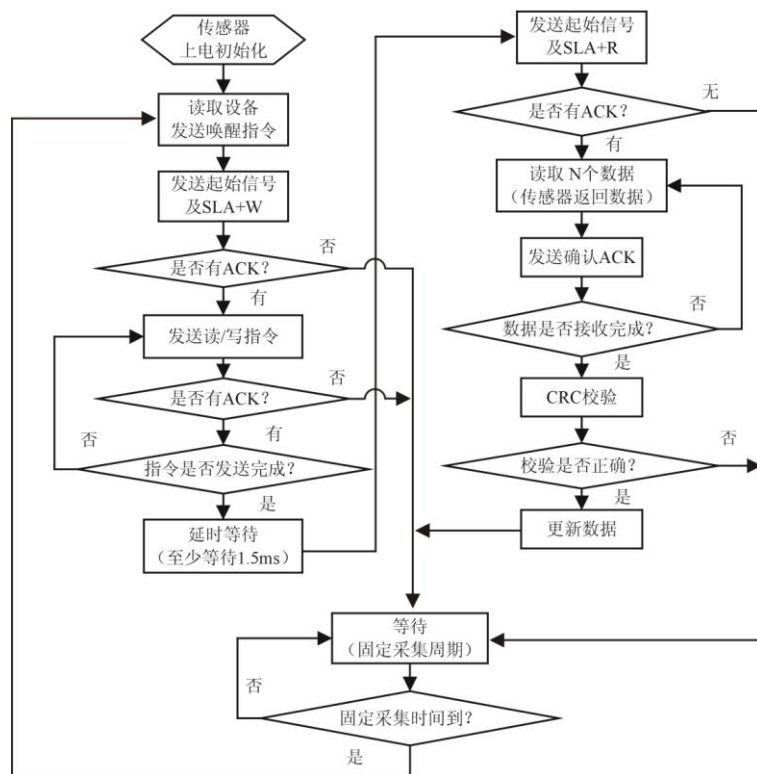 传感器
上电初始化
读取设备
发送唤醒指令
发送起始信号
及SLA+W
是否有ACK？
否
有
发送读/写指令
是否有ACK？
否
有
指令是否发送完成？
否
是
延时等待
（至少等待1.5ms）
发送起始信号
及SLA+R
是否有ACK？
无
有
读取 N个数据
（传感器返回数据）
发送确认ACK
数据是否接收完成？
否
是
CRC校验
校验是否正确？
否
是
更新数据
等待
（固定采集周期）
固定采集时间到？
否
是